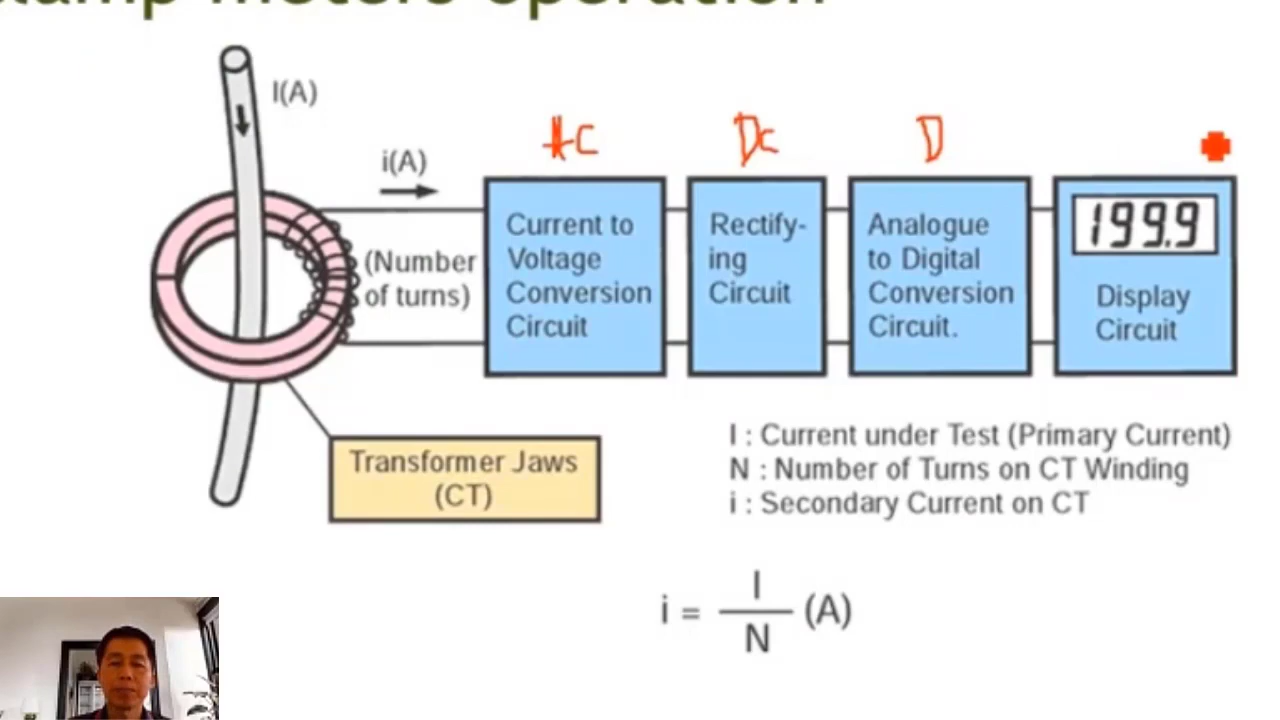 clamp meters operation
I(A)
AC
DC
D
i(A)
(Number
of turns)
Current to
Voltage
Conversion
Circuit
Rectify-
ing
Circuit
Analogue
to Digital
Conversion
Circuit.
199.9
Display
Circuit
Transformer Jaws
(CT)
I : Current under Test (Primary Current)
N : Number of Turns on CT Winding
i : Secondary Current on CT
i = I/N (A)